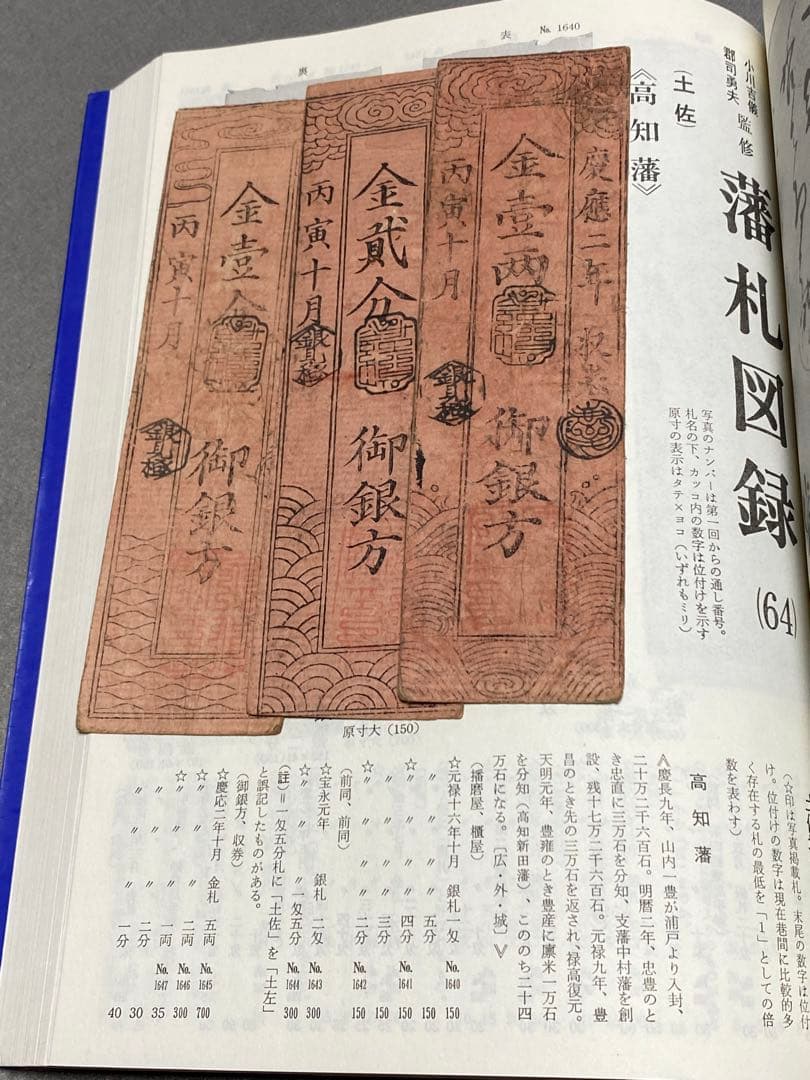 表 No. 1640
裏
小川吉儀
郡司勇夫 監修
藩札図録(64)
写真のナンバーは第一回からの通し番号。
札名の下、カッコ内の数字は位付けを示す
原寸の表示はタテ×ヨコ(いずれもミリ)
(土佐)
《高知藩》
慶應二年
金壹两
御銀方
丙寅十月
金貳分
御銀方
丙寅十月
金壹分
御銀方
丙寅十月
原寸大(150)
(☆印は写真掲載札。末尾の数字は位付
け。位付けの数字は現在巷間に比較的多
く存在する札の最低を「1」としての倍
数を表わす)
高知藩
∧慶長九年、山内一豊が浦戸より入封、
二十万二千六百石。明暦二年、忠豊のと
き忠直に三万石を分知、支藩中村藩を創
設、残十七万二千六百石。元禄九年、豊
昌のとき先の三万石を返され、禄高復元。
天明元年、豊雍のとき豊産に廩米一万石
を分知(高知新田藩)、こののち二十四
万石になる。〔広・外・城〕∨
(播磨屋、櫃屋)
☆元禄十六年十月 銀札一匁 No. 1640 150
〃 〃 五分 150
☆〃 〃 〃 四分 No. 1641 150
〃 〃 〃 三分 150
☆〃 〃 〃 二分 No. 1642 150
(前同、前同)
☆宝永元年 銀札 二匁 No. 1643 300
☆〃 〃 一匁五分 No. 1644 300
(註)=一匁五分札に「土佐」を「土左」
と誤記したものがある。
(御銀方、収券)
☆慶応二年十月 金札 五両 No. 1645 700
☆〃 〃 〃 二両 No. 1646 300
☆〃 〃 〃 一両 No. 1647 35
〃 〃 〃 二分 30
〃 〃 〃 一分 40